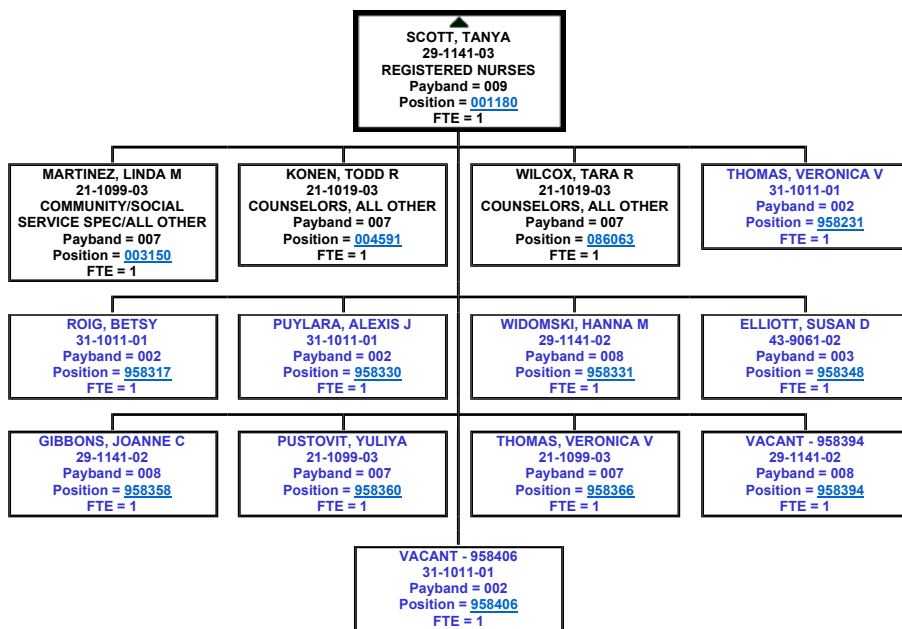 SCOTT, TANYA
29-1141-03
REGISTERED NURSES
Payband = 009
Position = 001180
FTE = 1
MARTINEZ, LINDA M
21-1099-03
COMMUNITY/SOCIAL
SERVICE SPEC/ALL OTHER
Payband = 007
Position = 003150
FTE = 1
KONEN, TODD R
21-1019-03
COUNSELORS, ALL OTHER
Payband = 007
Position = 004591
FTE = 1
WILCOX, TARA R
21-1019-03
COUNSELORS, ALL OTHER
Payband = 007
Position = 086063
FTE = 1
THOMAS, VERONICA V
31-1011-01
Payband = 002
Position = 958231
FTE = 1
ROIG, BETSY
31-1011-01
Payband = 002
Position = 958317
FTE = 1
PUYLARA, ALEXIS J
31-1011-01
Payband = 002
Position = 958330
FTE = 1
WIDOMSKI, HANNA M
29-1141-02
Payband = 008
Position = 958331
FTE = 1
ELLIOTT, SUSAN D
43-9061-02
Payband = 003
Position = 958348
FTE = 1
GIBBONS, JOANNE C
29-1141-02
Payband = 008
Position = 958358
FTE = 1
PUSTOVIT, YULIYA
21-1099-03
Payband = 007
Position = 958360
FTE = 1
THOMAS, VERONICA V
21-1099-03
Payband = 007
Position = 958366
FTE = 1
VACANT - 958394
29-1141-02
Payband = 008
Position = 958394
FTE = 1
VACANT - 958406
31-1011-01
Payband = 002
Position = 958406
FTE = 1